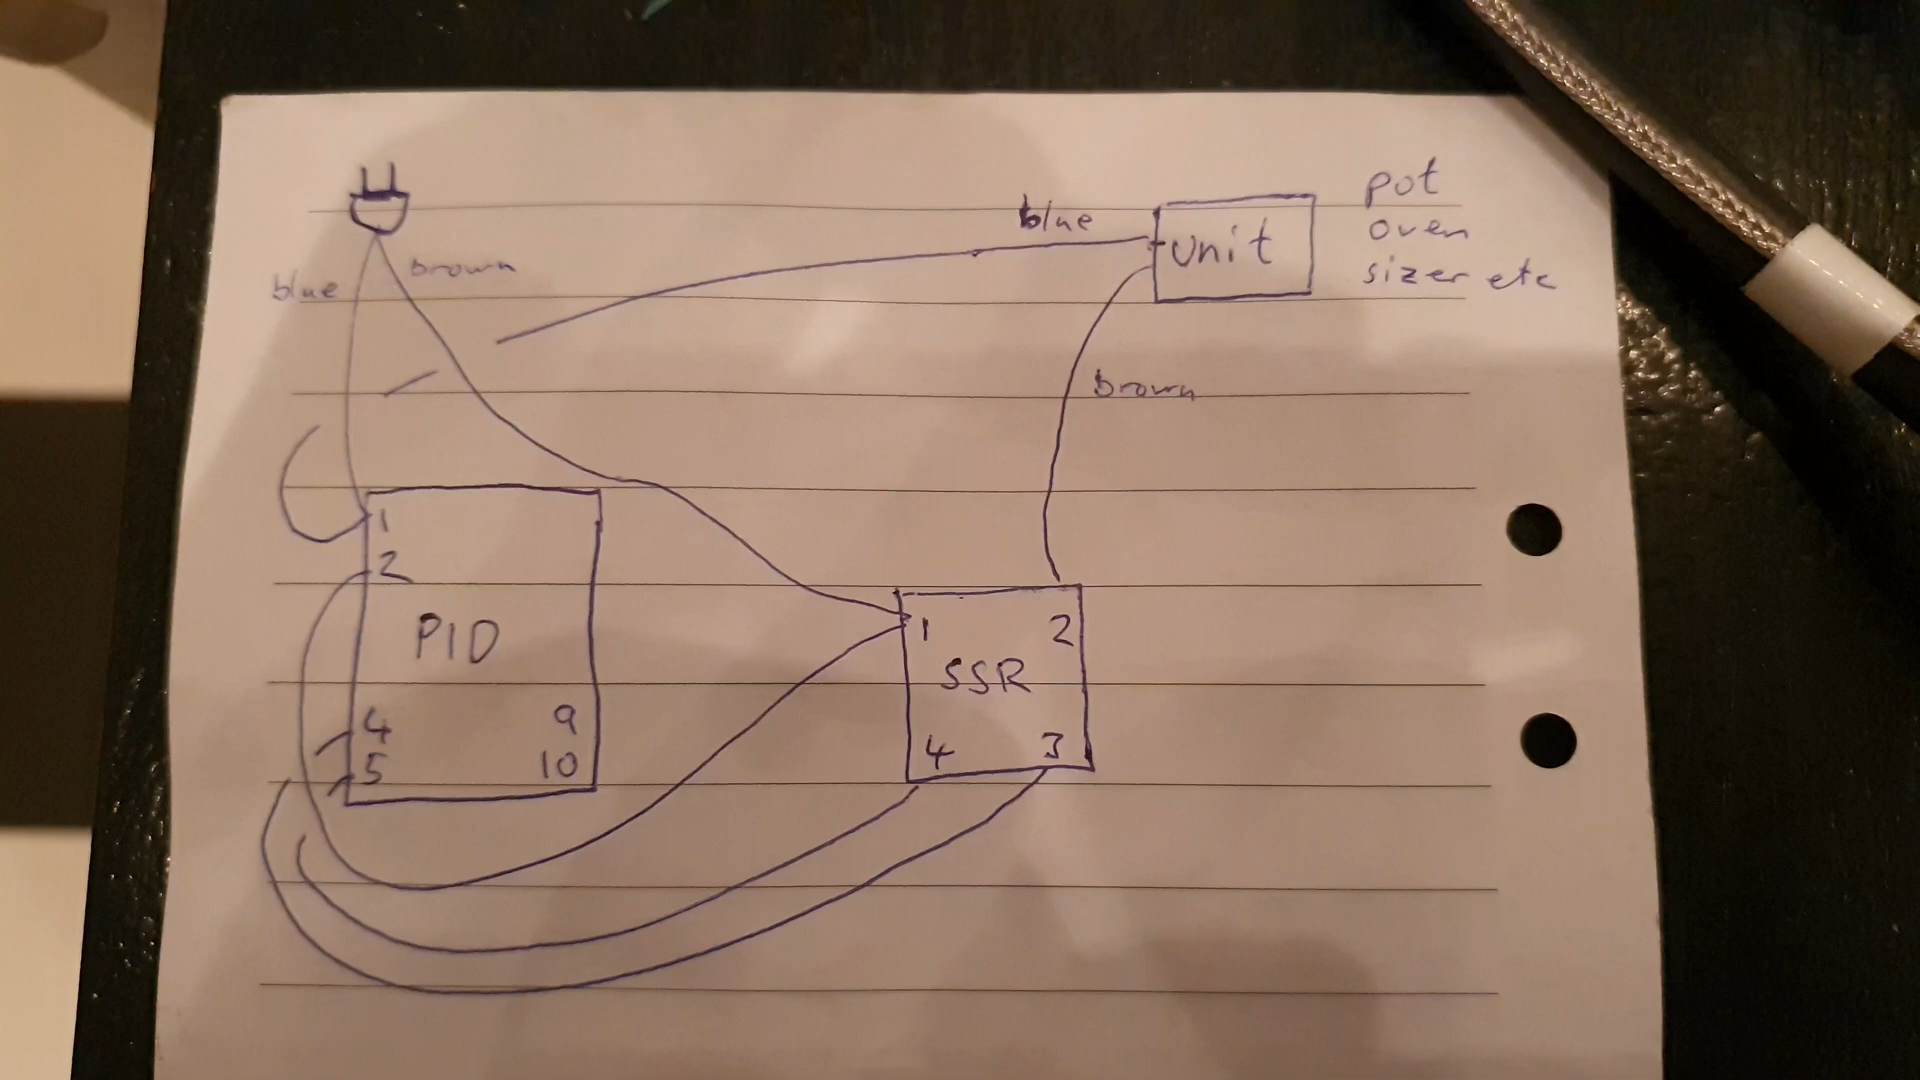 pot
blue
unit
oven
brown
blue
sizer etc
brown
1
2
PID
1
2
SSR
4
9
4
3
5
10